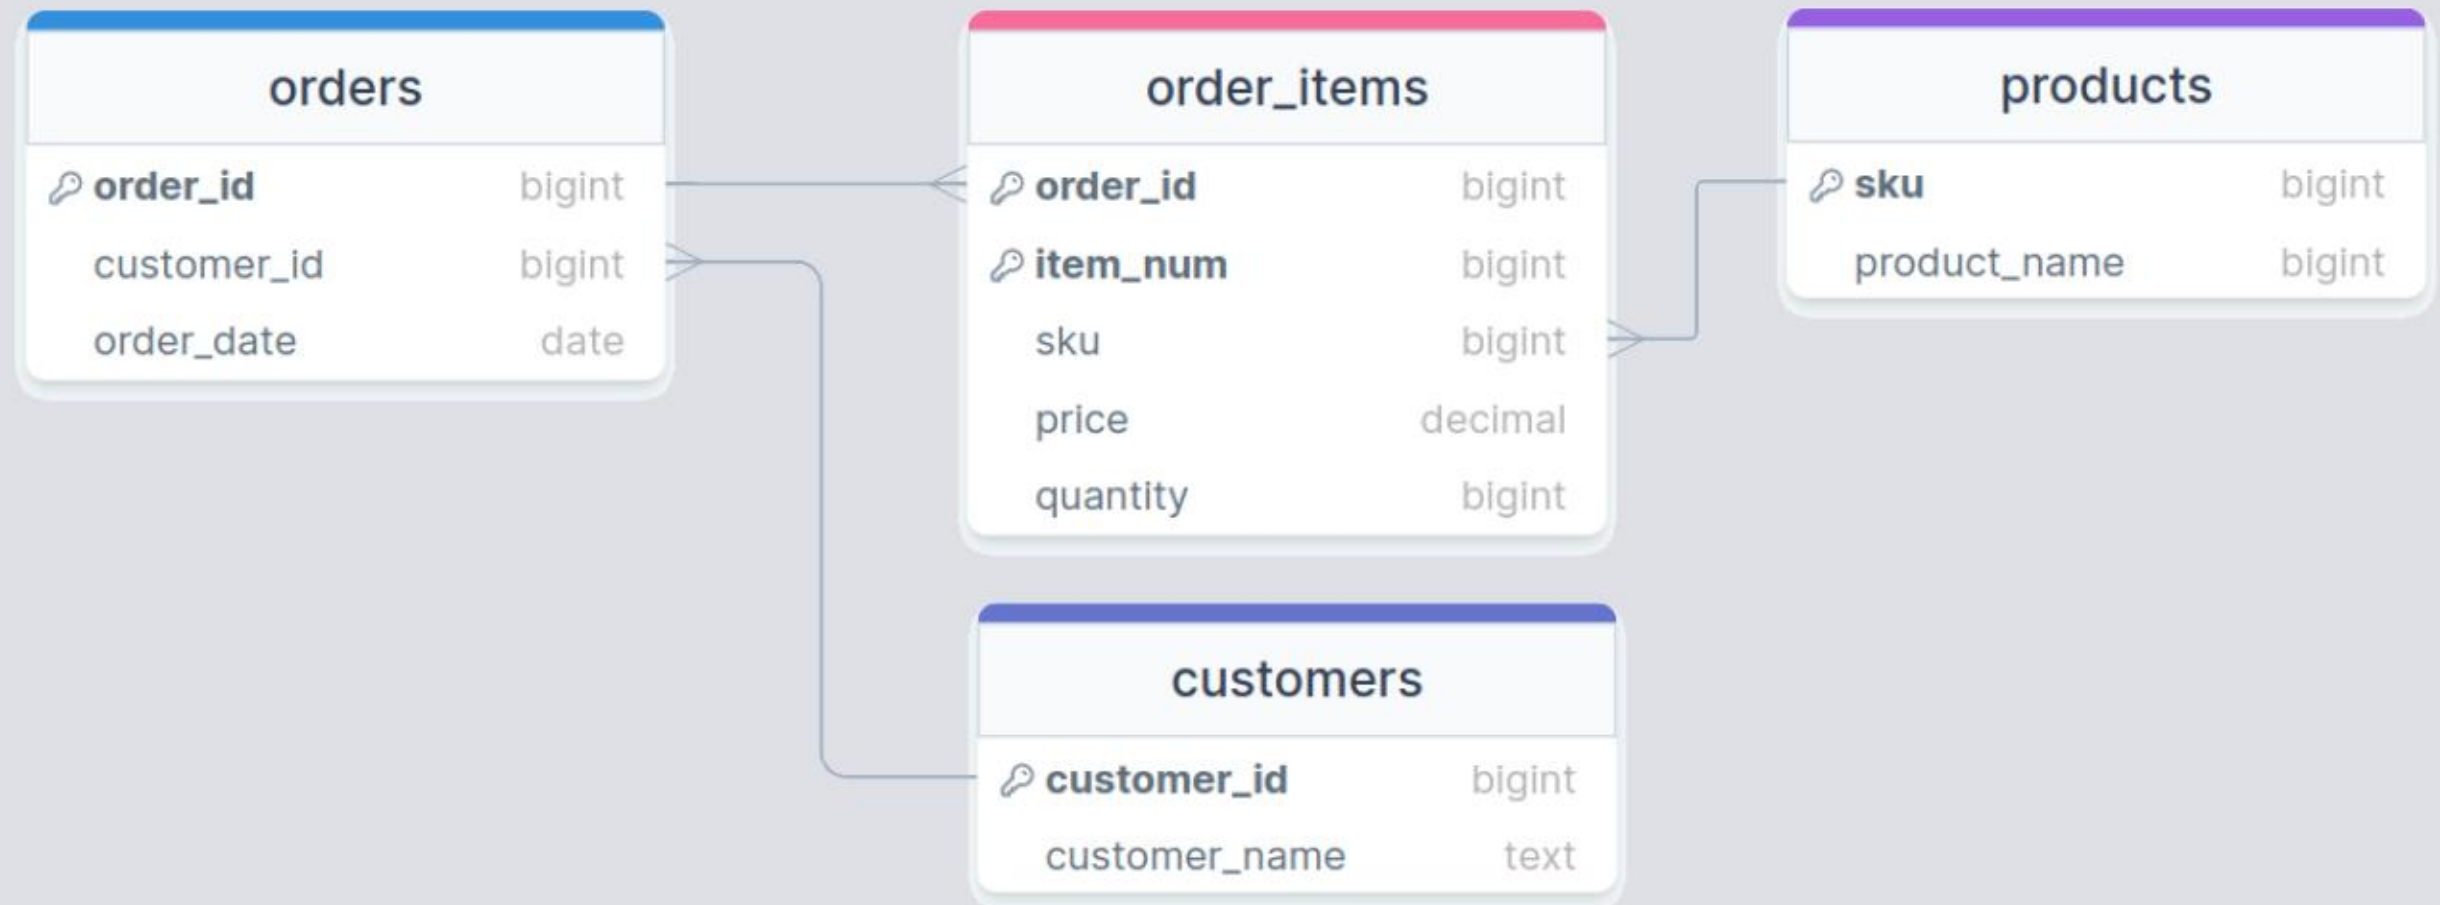 orders
order_id bigint
customer_id bigint
order_date date
order_items
order_id bigint
item_num bigint
sku bigint
price decimal
quantity bigint
products
sku bigint
product_name bigint
customers
customer_id bigint
customer_name text